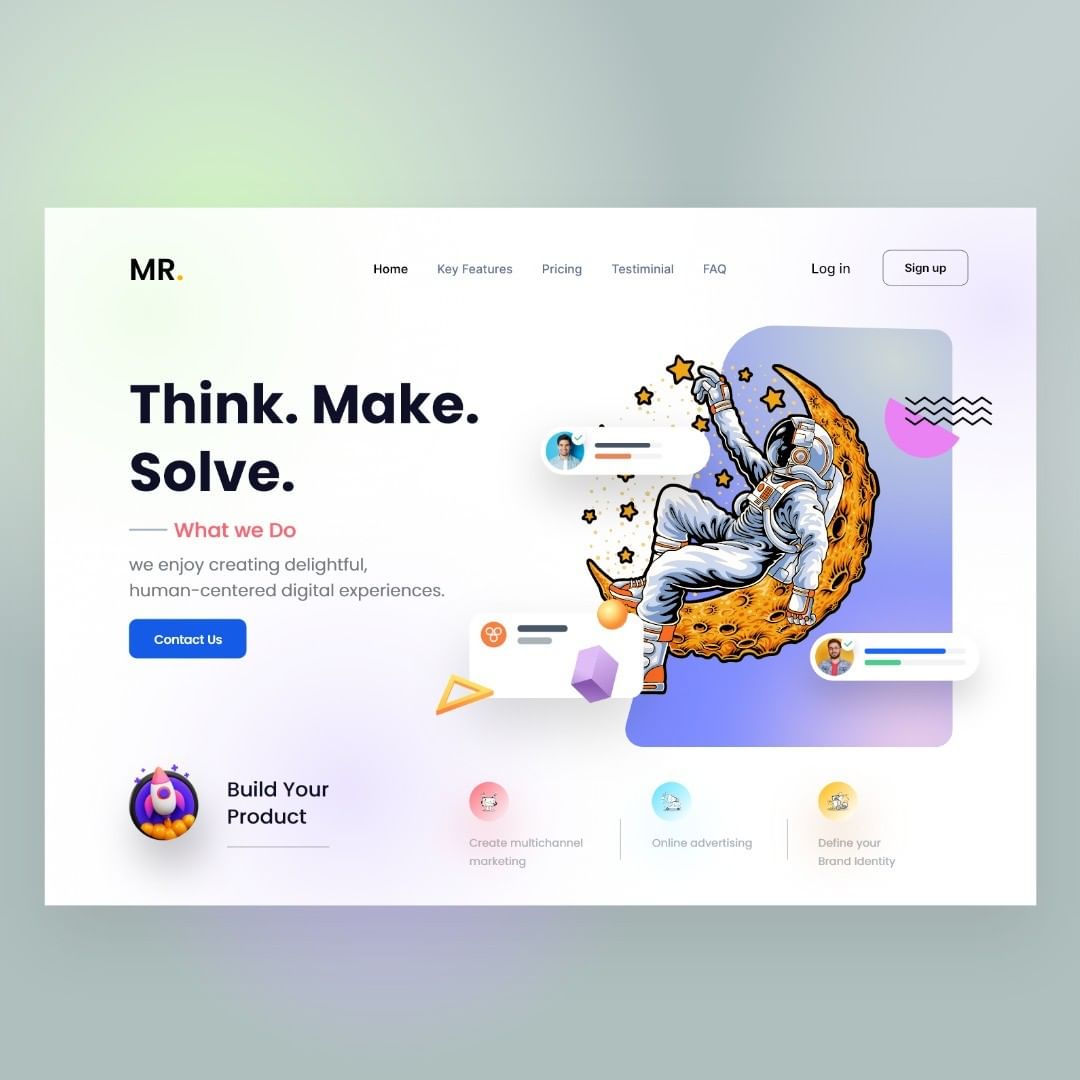 MR.
Home Key Features Pricing Testiminial FAQ Log in Sign up
Think. Make.
Solve.
What we Do
we enjoy creating delightful,
human-centered digital experiences.
Contact Us
Build Your
Product
Create multichannel
marketing
Online advertising
Define your
Brand Identity